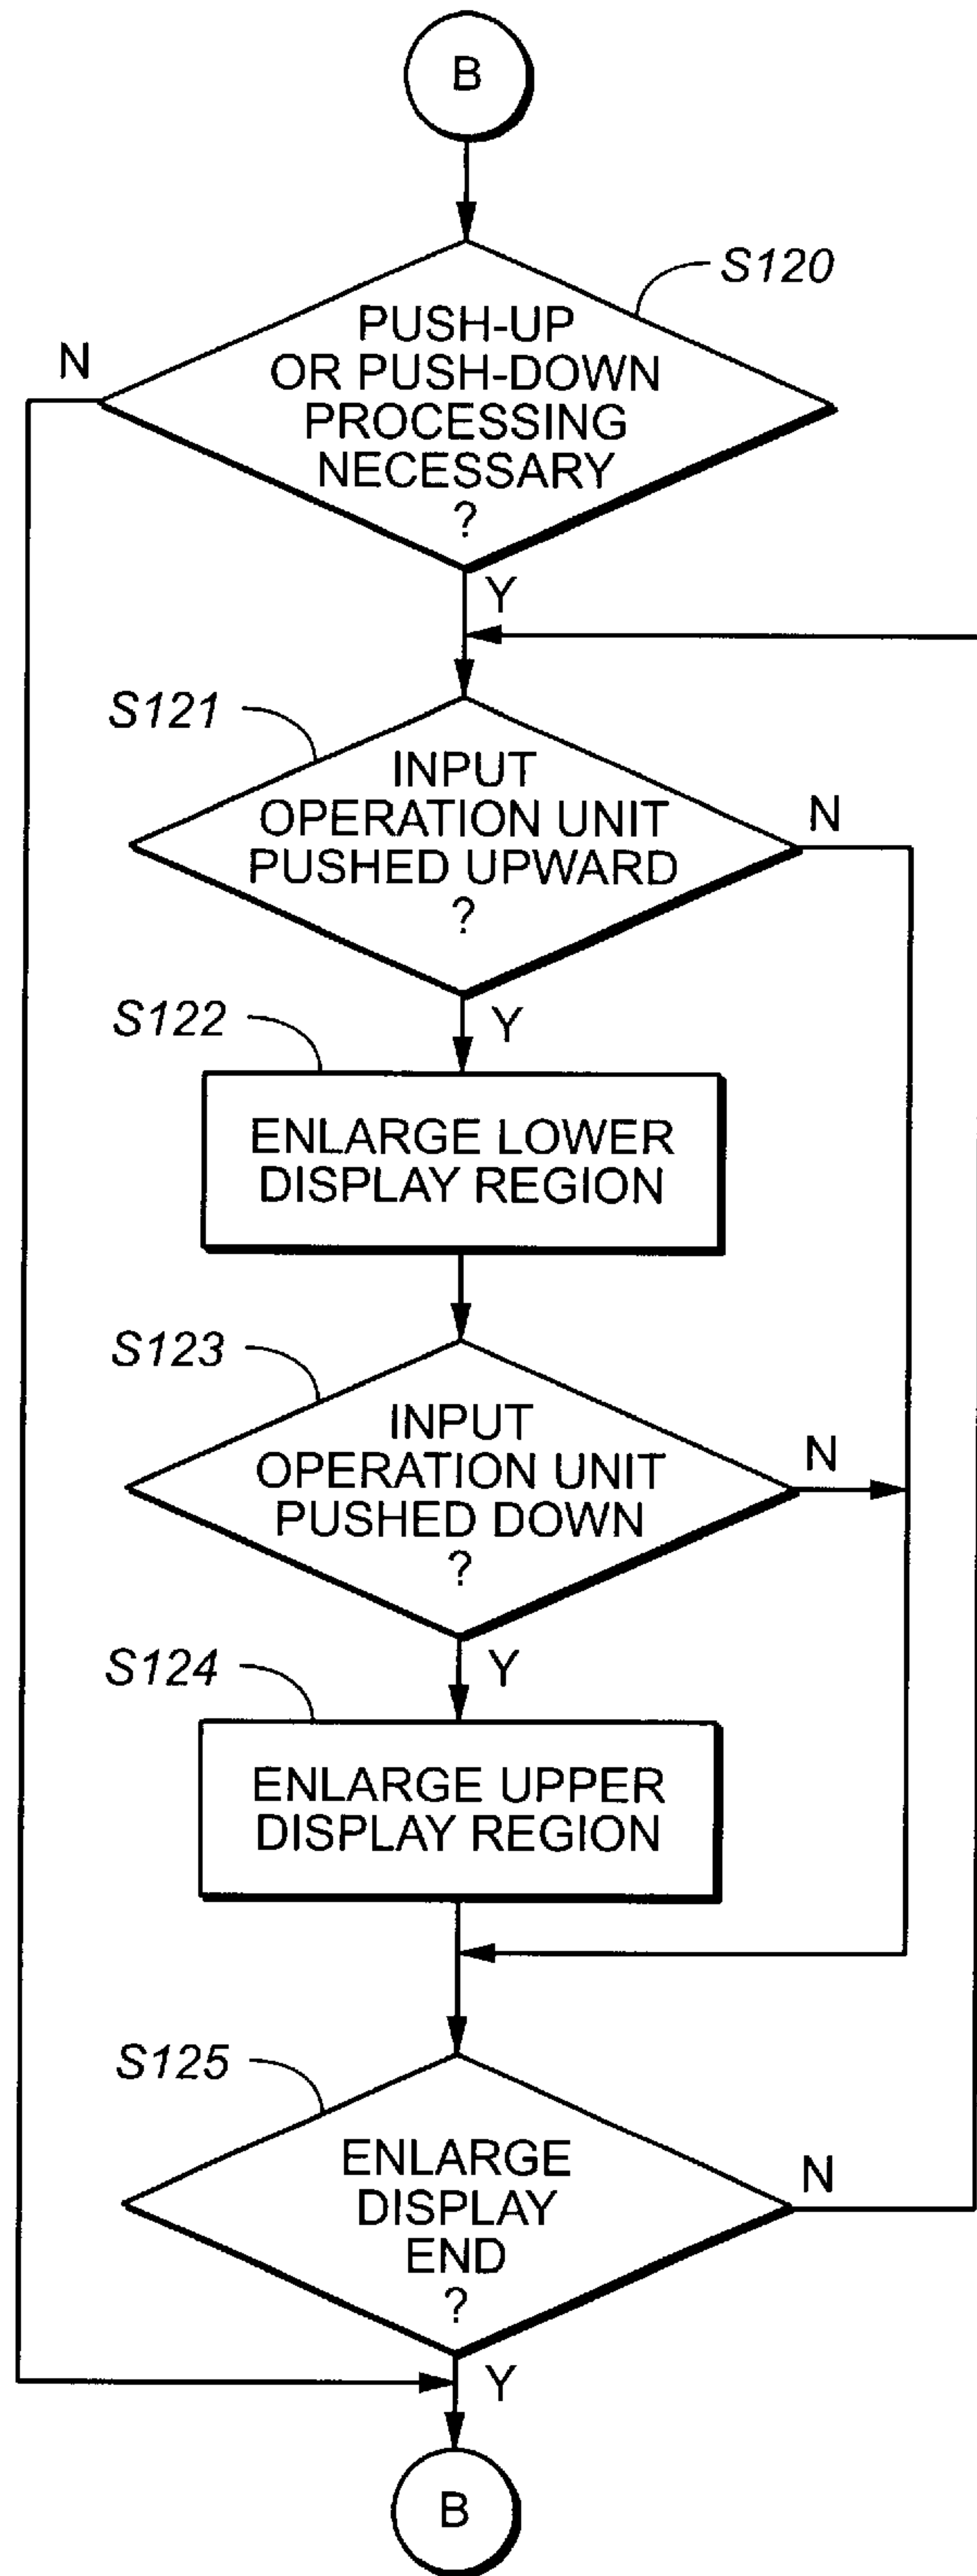 B
S120
PUSH-UP
OR PUSH-DOWN
PROCESSING
NECESSARY
?
N
Y
S121
INPUT
OPERATION UNIT
PUSHED UPWARD
?
N
Y
S122
ENLARGE LOWER
DISPLAY REGION
S123
INPUT
OPERATION UNIT
PUSHED DOWN
?
N
Y
S124
ENLARGE UPPER
DISPLAY REGION
S125
ENLARGE
DISPLAY
END
?
N
Y
B